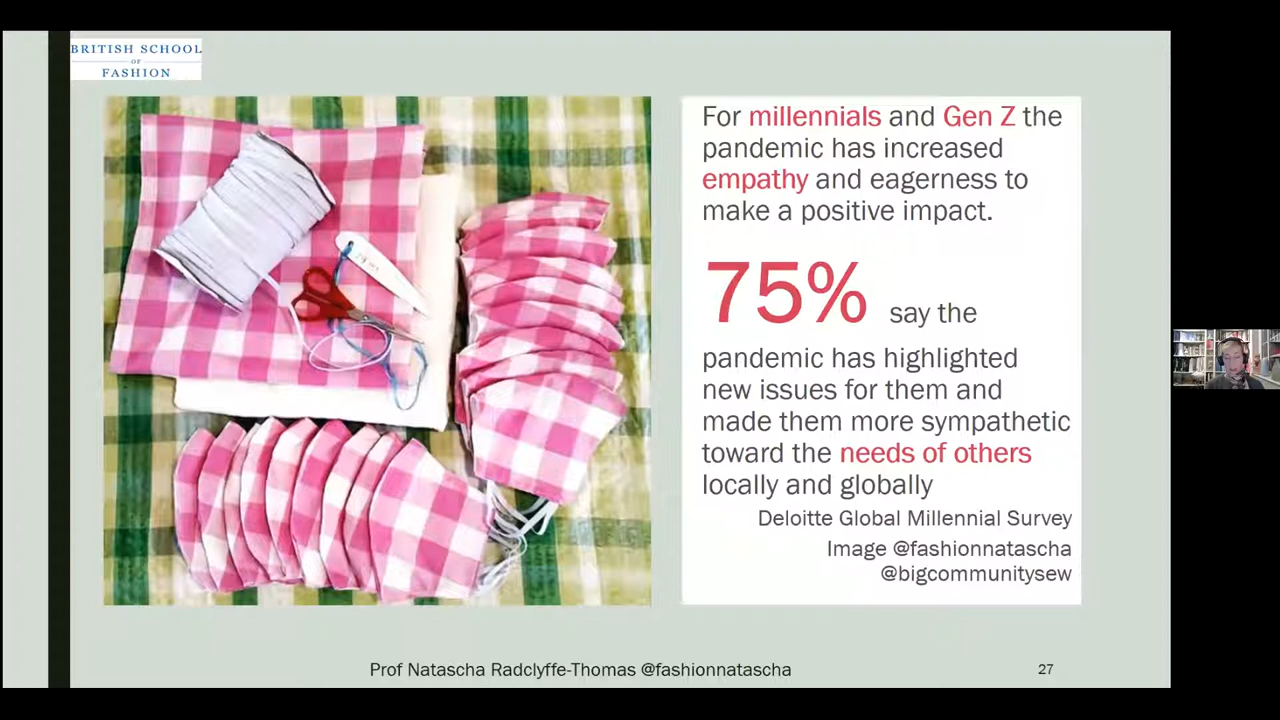 BRITISH SCHOOL
OF
FASHION
For millennials and Gen Z the
pandemic has increased
empathy and eagerness to
make a positive impact.
75% say the
pandemic has highlighted
new issues for them and
made them more sympathetic
toward the needs of others
locally and globally
Deloitte Global Millennial Survey
Image @fashionnatascha
@bigcommunitysew
Prof Natascha Radclyffe-Thomas @fashionnatascha
27